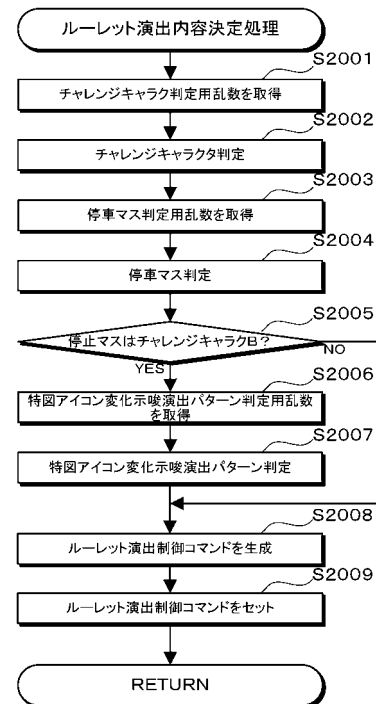 ルーレット演出内容決定処理
S2001
チャレンジキャラク判定用乱数を取得
S2002
チャレンジキャラクタ判定
S2003
停車マス判定用乱数を取得
S2004
停車マス判定
S2005
停止マスはチャレンジキャラクB？
NO
YES
S2006
特図アイコン変化示唆演出パターン判定用乱数
を取得
S2007
特図アイコン変化示唆演出パターン判定
S2008
ルーレット演出制御コマンドを生成
S2009
ルーレット演出制御コマンドをセット
RETURN